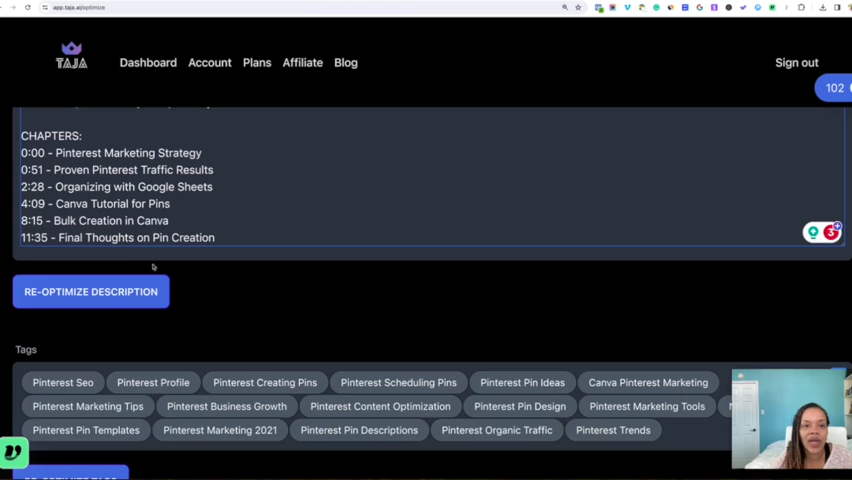 app.taja.ai/optimize
TAJA
Dashboard Account Plans Affiliate Blog Sign out
102
CHAPTERS:
0:00 - Pinterest Marketing Strategy
0:51 - Proven Pinterest Traffic Results
2:28 - Organizing with Google Sheets
4:09 - Canva Tutorial for Pins
8:15 - Bulk Creation in Canva
11:35 - Final Thoughts on Pin Creation
3
RE-OPTIMIZE DESCRIPTION
Tags
Pinterest Seo Pinterest Profile Pinterest Creating Pins Pinterest Scheduling Pins Pinterest Pin Ideas Canva Pinterest Marketing
Pinterest Marketing Tips Pinterest Business Growth Pinterest Content Optimization Pinterest Pin Design Pinterest Marketing Tools
Pinterest Pin Templates Pinterest Marketing 2021 Pinterest Pin Descriptions Pinterest Organic Traffic Pinterest Trends